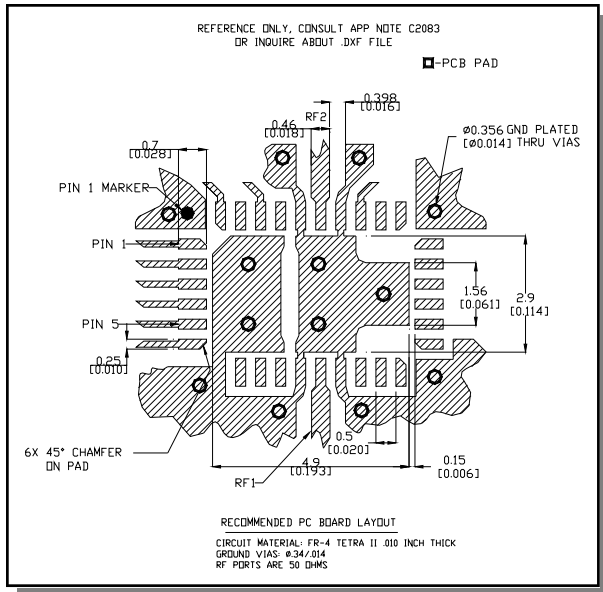 REFERENCE ONLY, CONSULT APP NOTE C2083
OR INQUIRE ABOUT .DXF FILE
-PCB PAD
0.398
[0.016]
RF2
0.46
[0.018]
Ø0.356 GND PLATED
[Ø0.014] THRU VIAS
0.7
[0.028]
PIN 1 MARKER
PIN 1
1.56
[0.061]
2.9
[0.114]
PIN 5
0.25
[0.010]
0.5
[0.020]
6X 45° CHAMFER
ON PAD
4.9
[0.193]
0.15
[0.006]
RF1
RECOMMENDED PC BOARD LAYOUT
CIRCUIT MATERIAL: FR-4 TETRA II .010 INCH THICK
GROUND VIAS: Ø.34/.014
RF PORTS ARE 50 OHMS